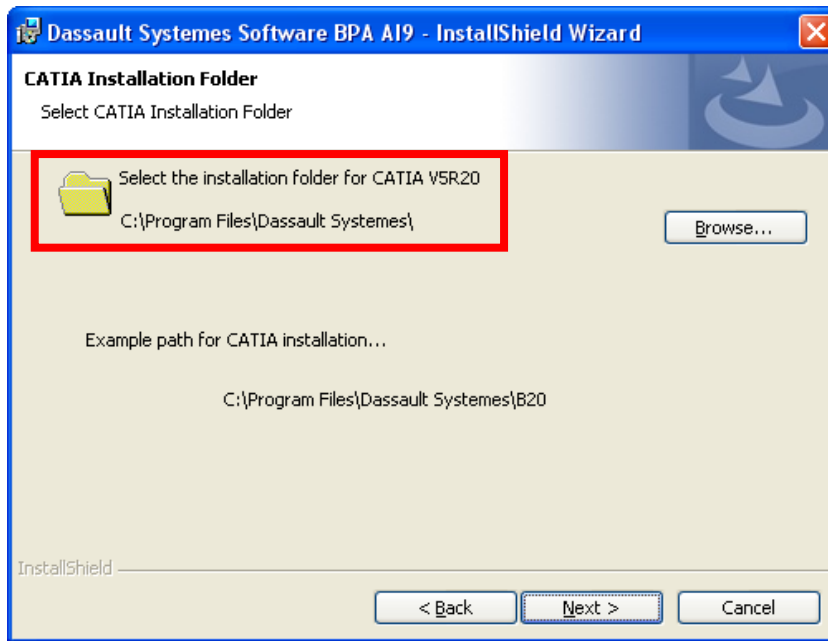 Dassault Systemes Software BPA AI9 - InstallShield Wizard
CATIA Installation Folder
Select CATIA Installation Folder
Select the installation folder for CATIA V5R20
C:\Program Files\Dassault Systemes\
Browse...
Example path for CATIA installation...
C:\Program Files\Dassault Systemes\B20
InstallShield
< Back Next > Cancel